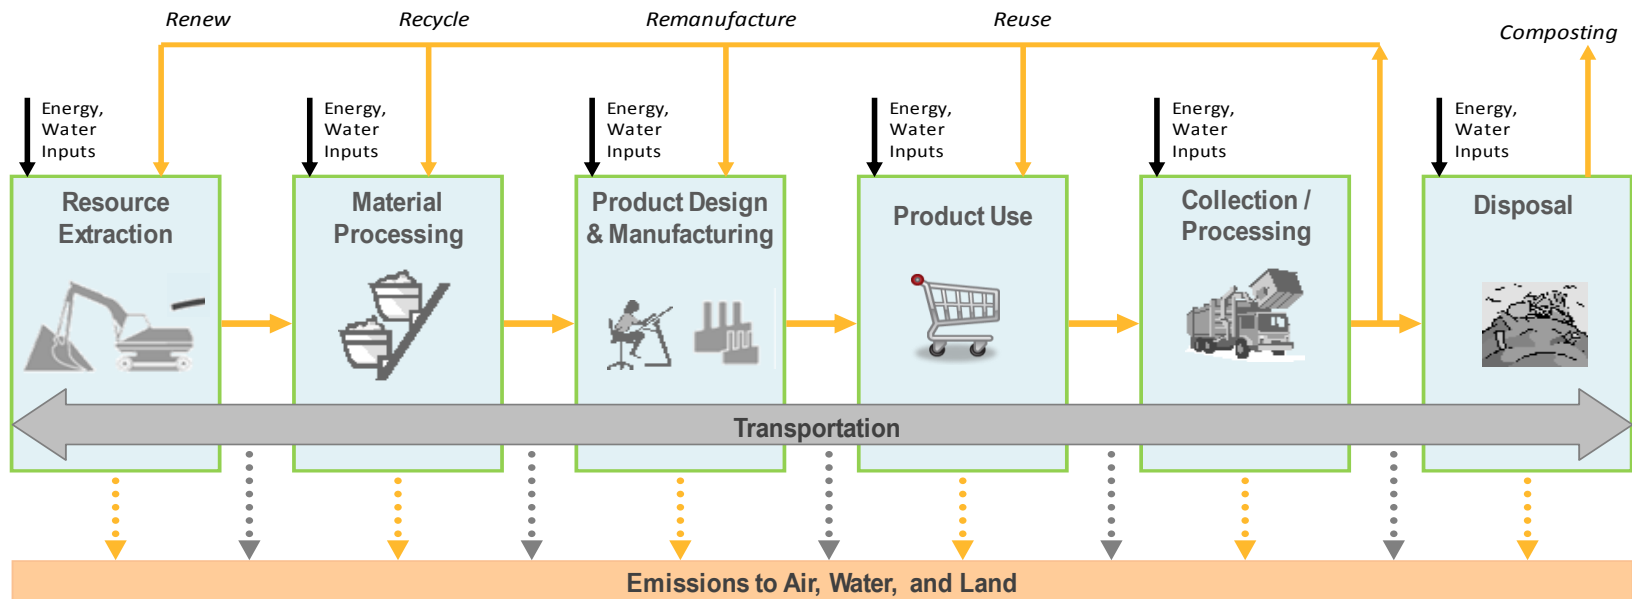 Renew
Recycle
Remanufacture
Reuse
Composting
Energy,
Water
Inputs
Energy,
Water
Inputs
Energy,
Water
Inputs
Energy,
Water
Inputs
Energy,
Water
Inputs
Energy,
Water
Inputs
Resource
Extraction
Material
Processing
Product Design
& Manufacturing
Product Use
Collection /
Processing
Disposal
Transportation
Emissions to Air, Water, and Land